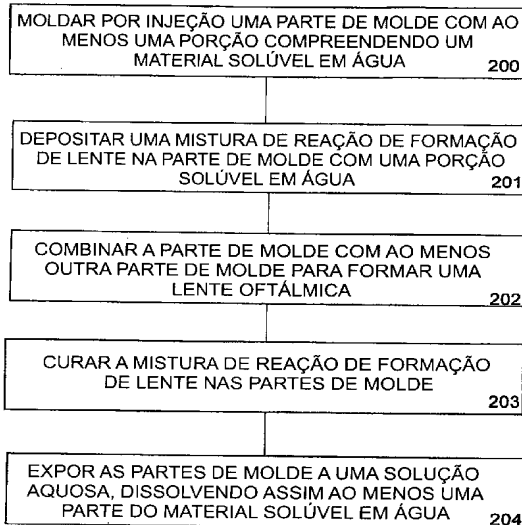 MOLDAR POR INJEÇÃO UMA PARTE DE MOLDE COM AO
MENOS UMA PORÇÃO COMPREENDENDO UM
MATERIAL SOLÚVEL EM ÁGUA 200
DEPOSITAR UMA MISTURA DE REAÇÃO DE FORMAÇÃO
DE LENTE NA PARTE DE MOLDE COM UMA PORÇÃO
SOLÚVEL EM ÁGUA 201
COMBINAR A PARTE DE MOLDE COM AO MENOS
OUTRA PARTE DE MOLDE PARA FORMAR UMA
LENTE OFTÁLMICA 202
CURAR A MISTURA DE REAÇÃO DE FORMAÇÃO
DE LENTE NAS PARTES DE MOLDE
203
EXPOR AS PARTES DE MOLDE A UMA SOLUÇÃO
AQUOSA, DISSOLVENDO ASSIM AO MENOS UMA
PARTE DO MATERIAL SOLÚVEL EM ÁGUA 204